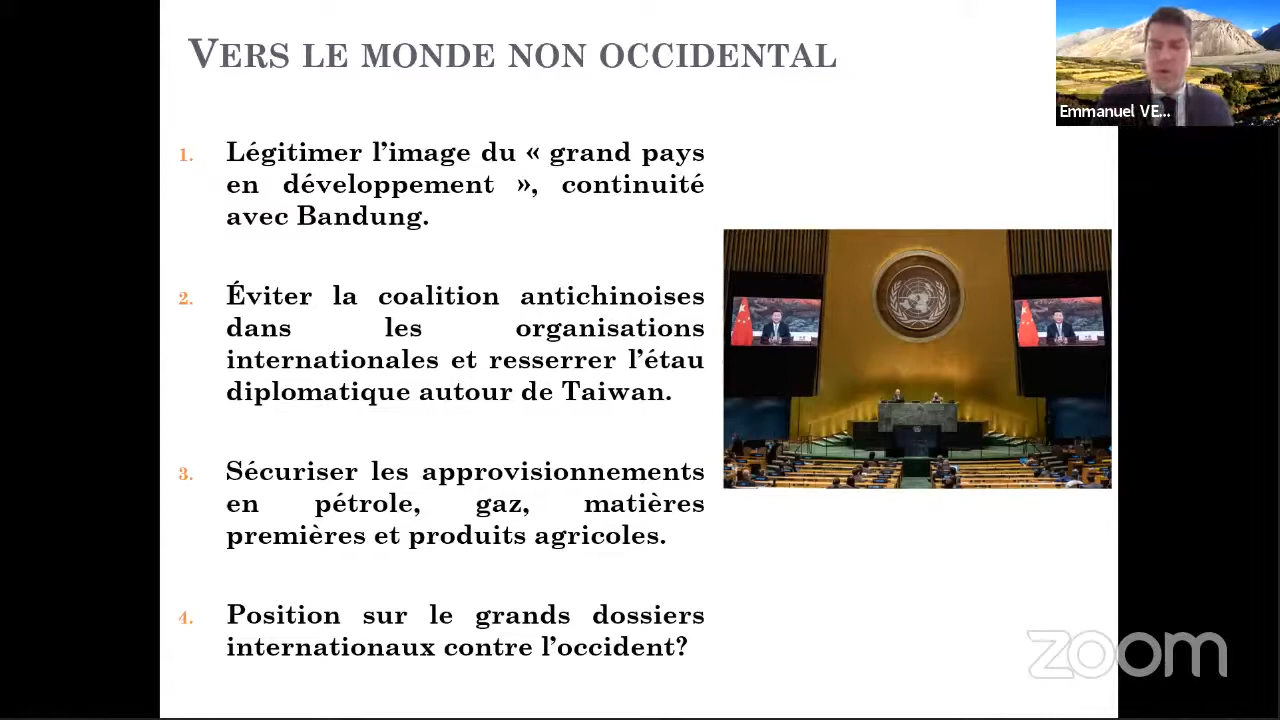 VERS LE MONDE NON OCCIDENTAL
Emmanuel VE...
1. Légitimer l’image du « grand pays
en développement », continuité
avec Bandung.
2. Éviter la coalition antichinoises
dans les organisations
internationales et resserrer l’étau
diplomatique autour de Taiwan.
3. Sécuriser les approvisionnements
en pétrole, gaz, matières
premières et produits agricoles.
4. Position sur le grands dossiers
internationaux contre l’occident?
zoom